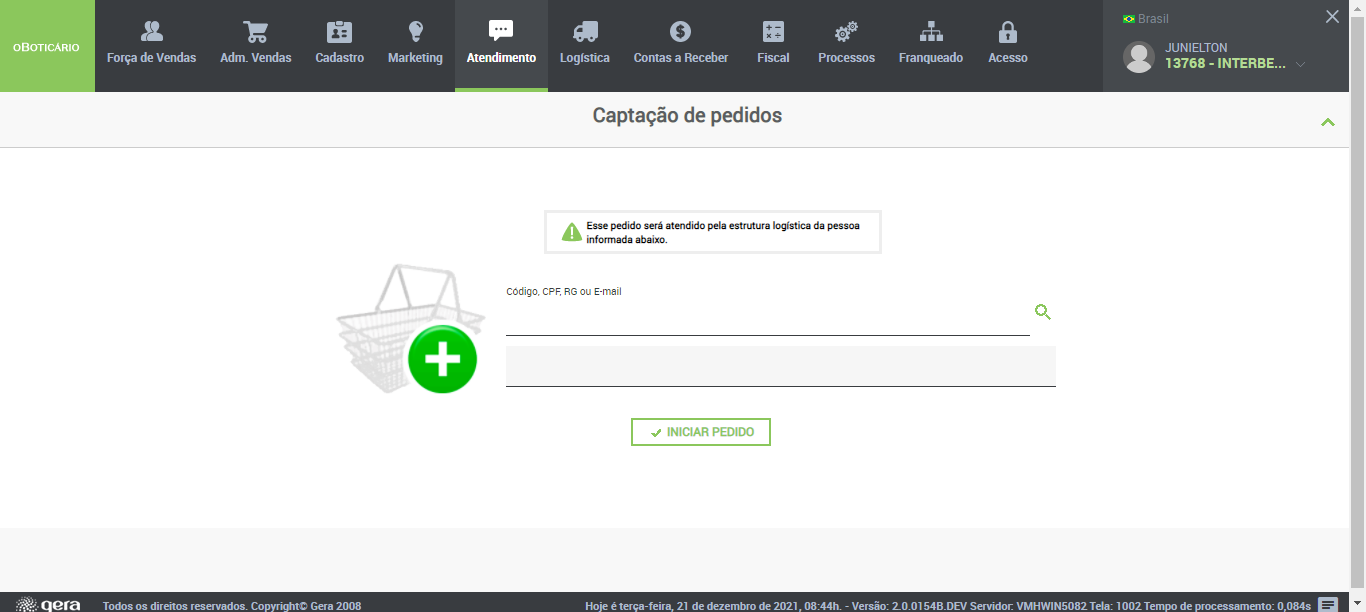 oBoticário
Força de Vendas
Adm. Vendas
Cadastro
Marketing
Atendimento
Logística
Contas a Receber
Fiscal
Processos
Franqueado
Acesso
Brasil
JUNIELTON
13768 - INTERBE...
Captação de pedidos
Esse pedido será atendido pela estrutura logística da pessoa
informada abaixo.
Código, CPF, RG ou E-mail
INICIAR PEDIDO
gera
Todos os direitos reservados. Copyright© Gera 2008
Hoje é terça-feira, 21 de dezembro de 2021, 08:44h. - Versão: 2.0.0154B.DEV Servidor: VMHWIN5082 Tela: 1002 Tempo de processamento: 0,084s